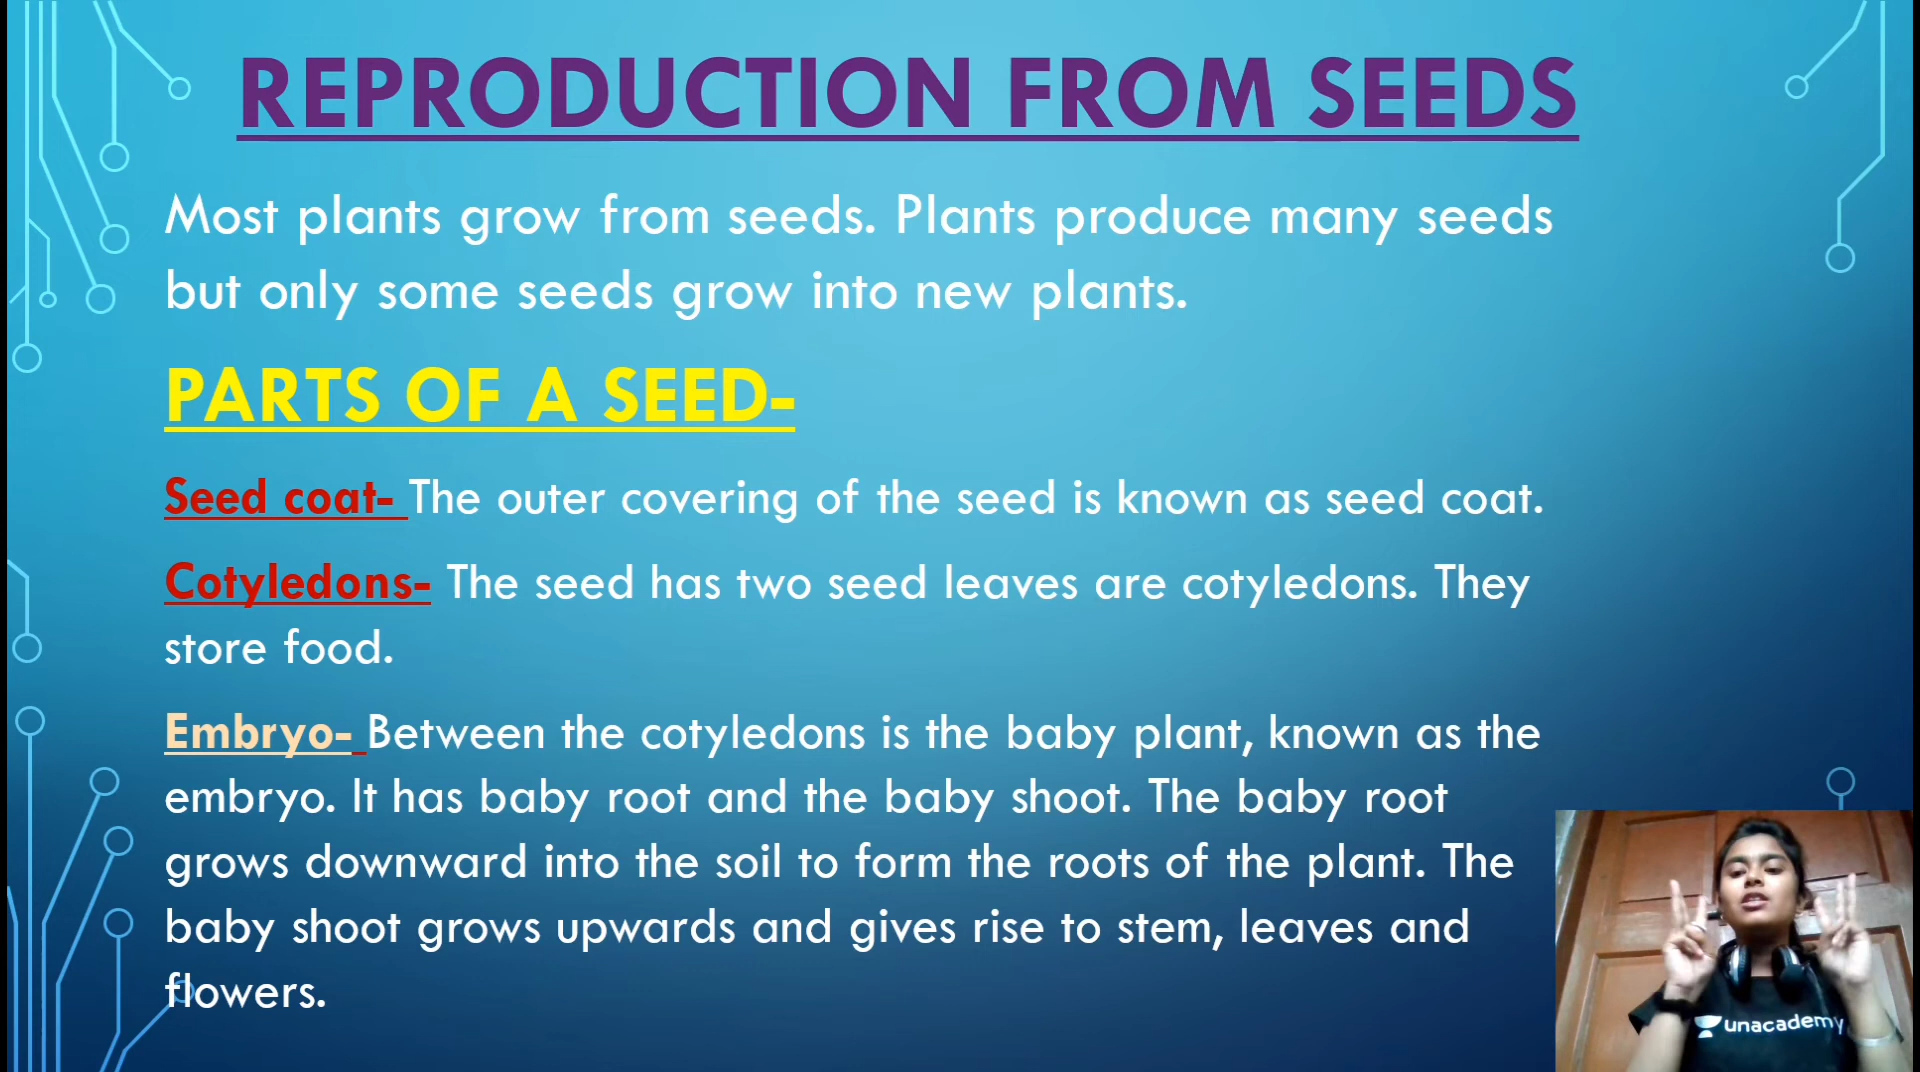 REPRODUCTION FROM SEEDS
Most plants grow from seeds. Plants produce many seeds
but only some seeds grow into new plants.
PARTS OF A SEED-
Seed coat- The outer covering of the seed is known as seed coat.
Cotyledons- The seed has two seed leaves are cotyledons. They
store food.
Embryo- Between the cotyledons is the baby plant, known as the
embryo. It has baby root and the baby shoot. The baby root
grows downward into the soil to form the roots of the plant. The
baby shoot grows upwards and gives rise to stem, leaves and
flowers.
unacademy